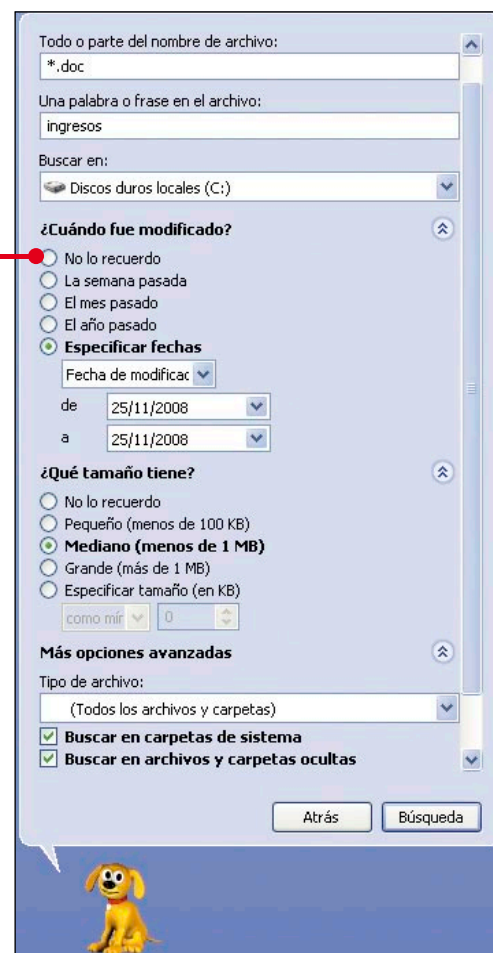 Todo o parte del nombre de archivo:
*.doc
Una palabra o frase en el archivo:
ingresos
Buscar en:
Discos duros locales (C:)
¿Cuándo fue modificado?
No lo recuerdo
La semana pasada
El mes pasado
El año pasado
Especificar fechas
Fecha de modificac
de 25/11/2008
a 25/11/2008
¿Qué tamaño tiene?
No lo recuerdo
Pequeño (menos de 100 KB)
Mediano (menos de 1 MB)
Grande (más de 1 MB)
Especificar tamaño (en KB)
como mír 0
Más opciones avanzadas
Tipo de archivo:
(Todos los archivos y carpetas)
Buscar en carpetas de sistema
Buscar en archivos y carpetas ocultas
Atrás Búsqueda